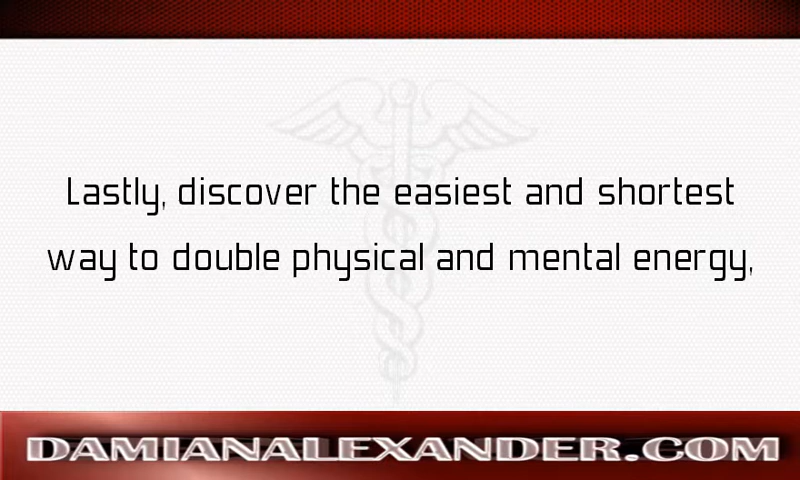 Lastly, discover the easiest and shortest
way to double physical and mental energy,
DAMIANALEXANDER.COM